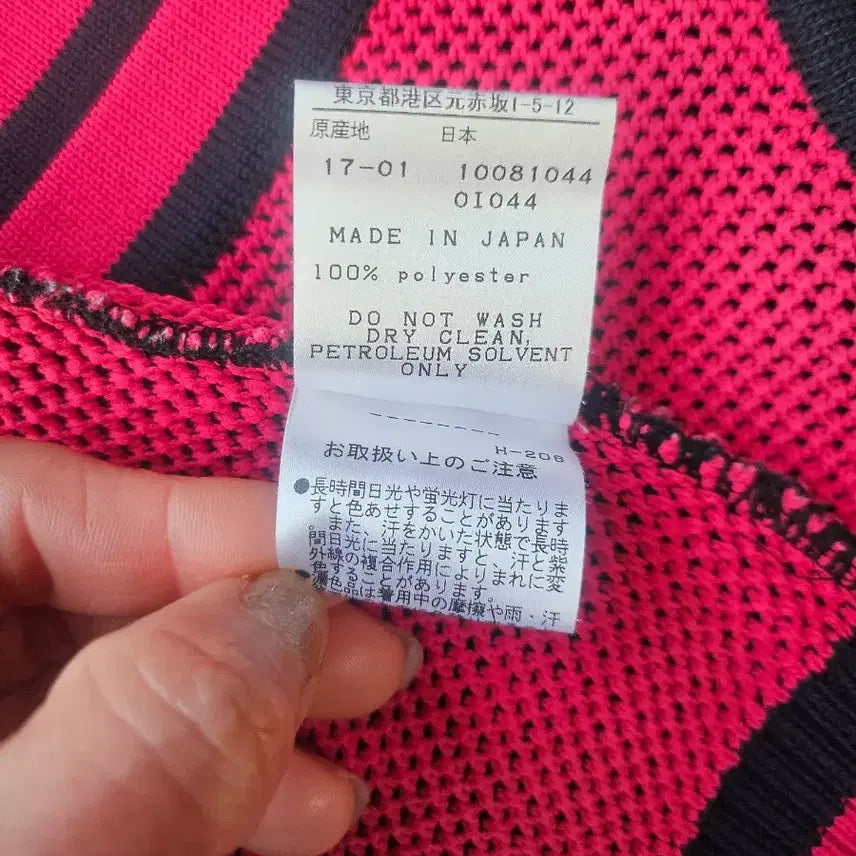 東京都港区元赤坂1-5-12
原産地 日本
17-01 10081044
01044
MADE IN JAPAN
100% polyester
DO NOT WASH
DRY CLEAN,
PETROLEUM SOLVENT
ONLY
--------
H-206
お取扱い上のご注意
●長時間日光や蛍光灯に当たりま
すと色あせすることがあります
。また、汗をかいた状態で長時
間日光に当たりますと、汗と紫
外線の複合作用によりまれに変
色することがあります。
●濃色品は着用中の摩擦や雨・汗